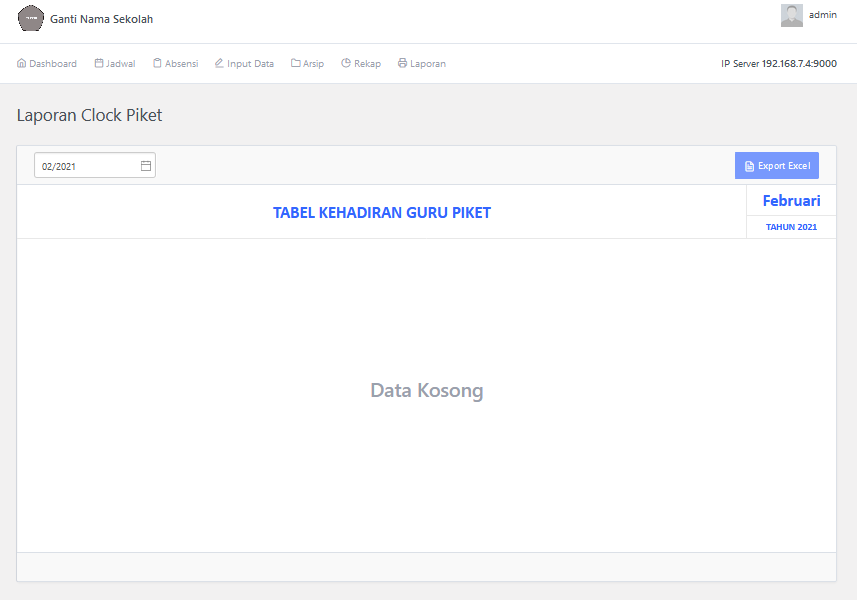 Ganti Nama Sekolah
admin
Dashboard Jadwal Absensi Input Data Arsip Rekap Laporan IP Server 192.168.7.4:9000
Laporan Clock Piket
02/2021
Export Excel
TABEL KEHADIRAN GURU PIKET
Februari
TAHUN 2021
Data Kosong